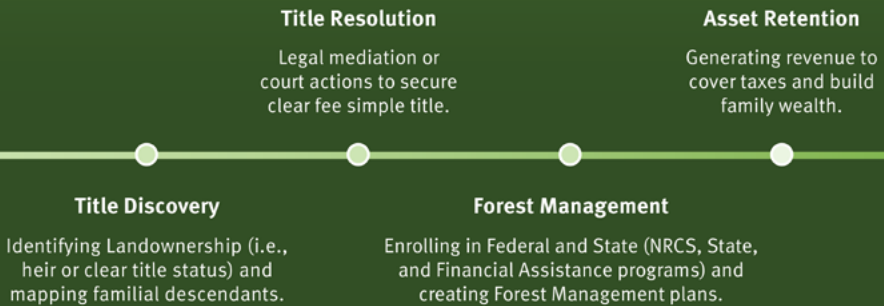 Title Resolution
Legal mediation or
court actions to secure
clear fee simple title.
Asset Retention
Generating revenue to
cover taxes and build
family wealth.
Title Discovery
Identifying Landownership (i.e.,
heir or clear title status) and
mapping familial descendants.
Forest Management
Enrolling in Federal and State (NRCS, State,
and Financial Assistance programs) and
creating Forest Management plans.